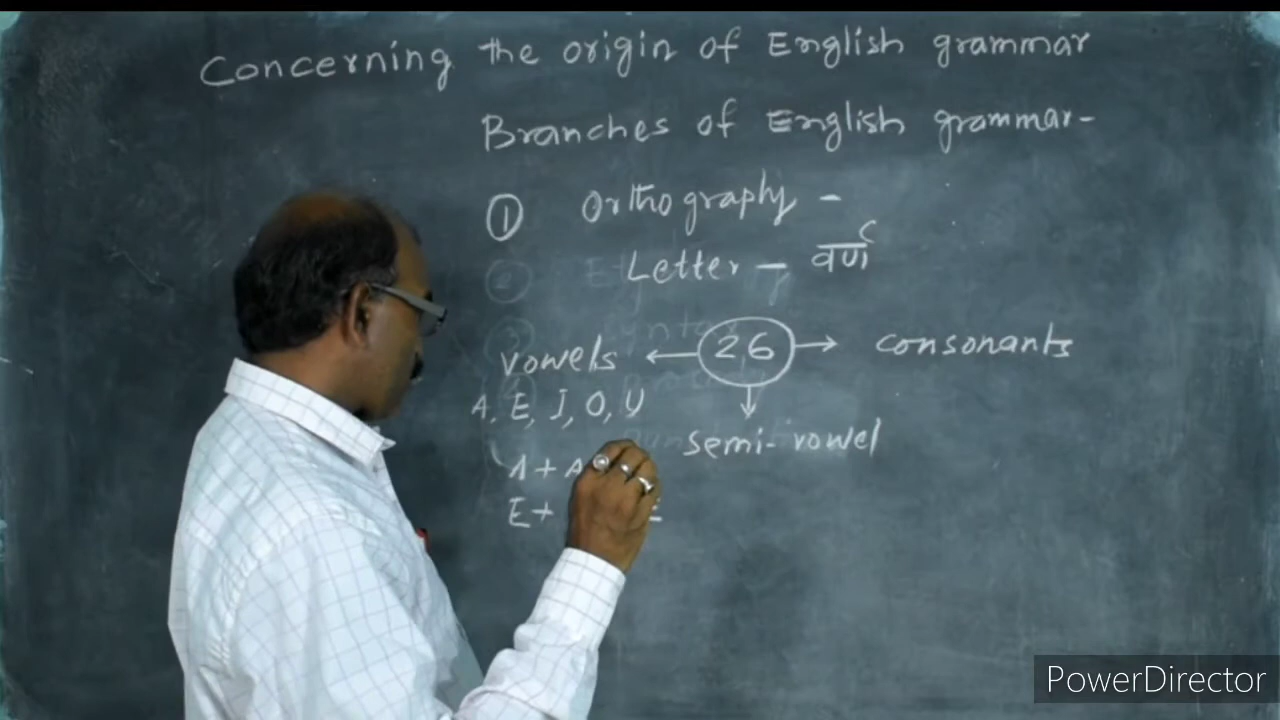 Concerning the origin of English grammar
Branches of English grammar-
① Orthography -
Letter - वर्ण
vowels ← 26 → consonants
A, E, I, O, U
↓
semi-vowel
A + A
E +
PowerDirector